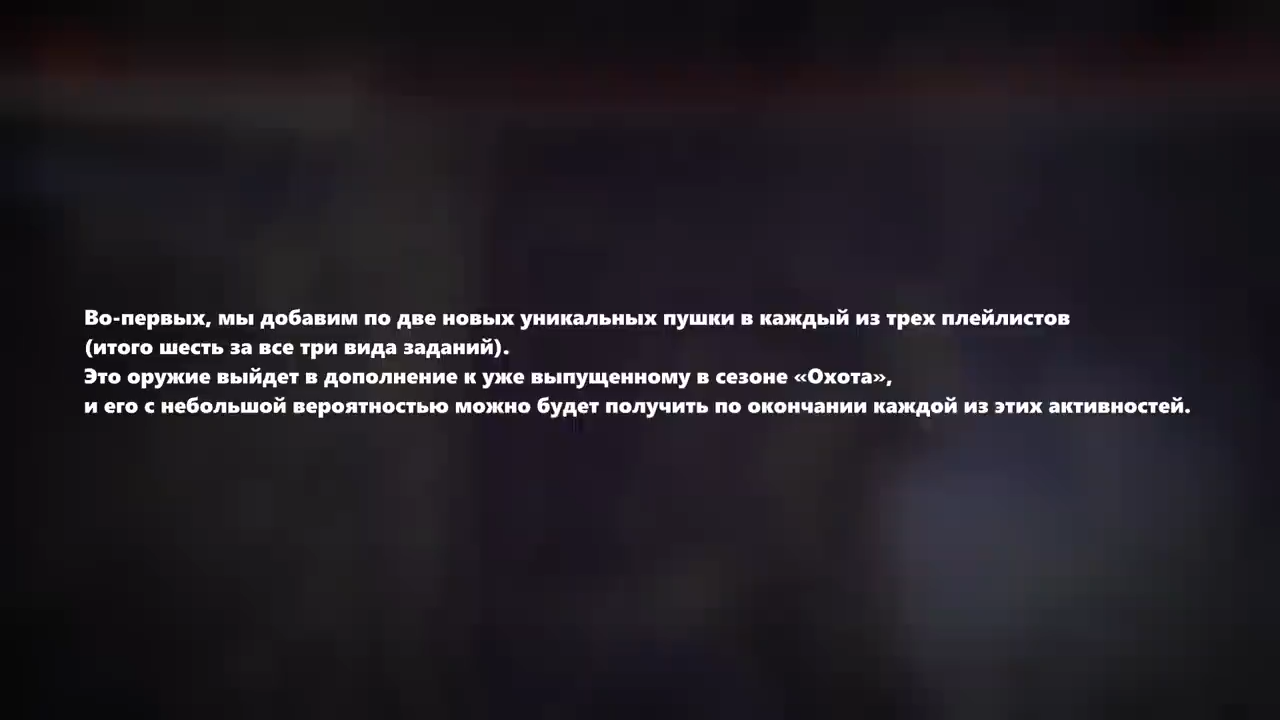 Во-первых, мы добавим по две новых уникальных пушки в каждый из трех плейлистов
(итого шесть за все три вида заданий).
Это оружие выйдет в дополнение к уже выпущенному в сезоне «Охота»,
и его с небольшой вероятностью можно будет получить по окончании каждой из этих активностей.